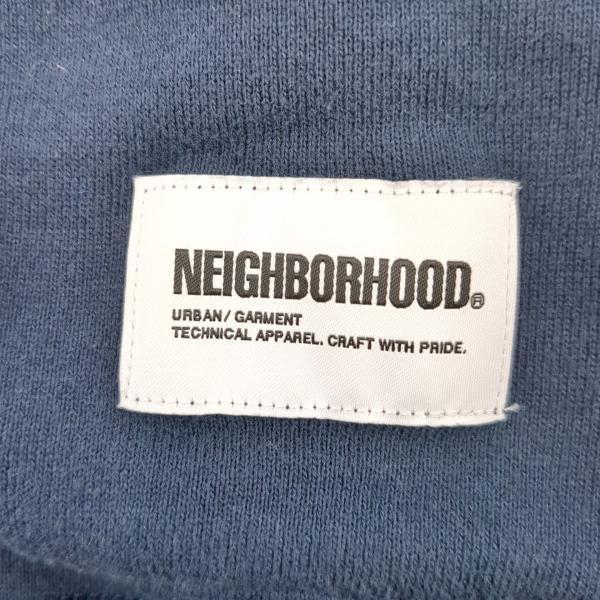 NEIGHBORHOOD®
URBAN/ GARMENT
TECHNICAL APPAREL. CRAFT WITH PRIDE.